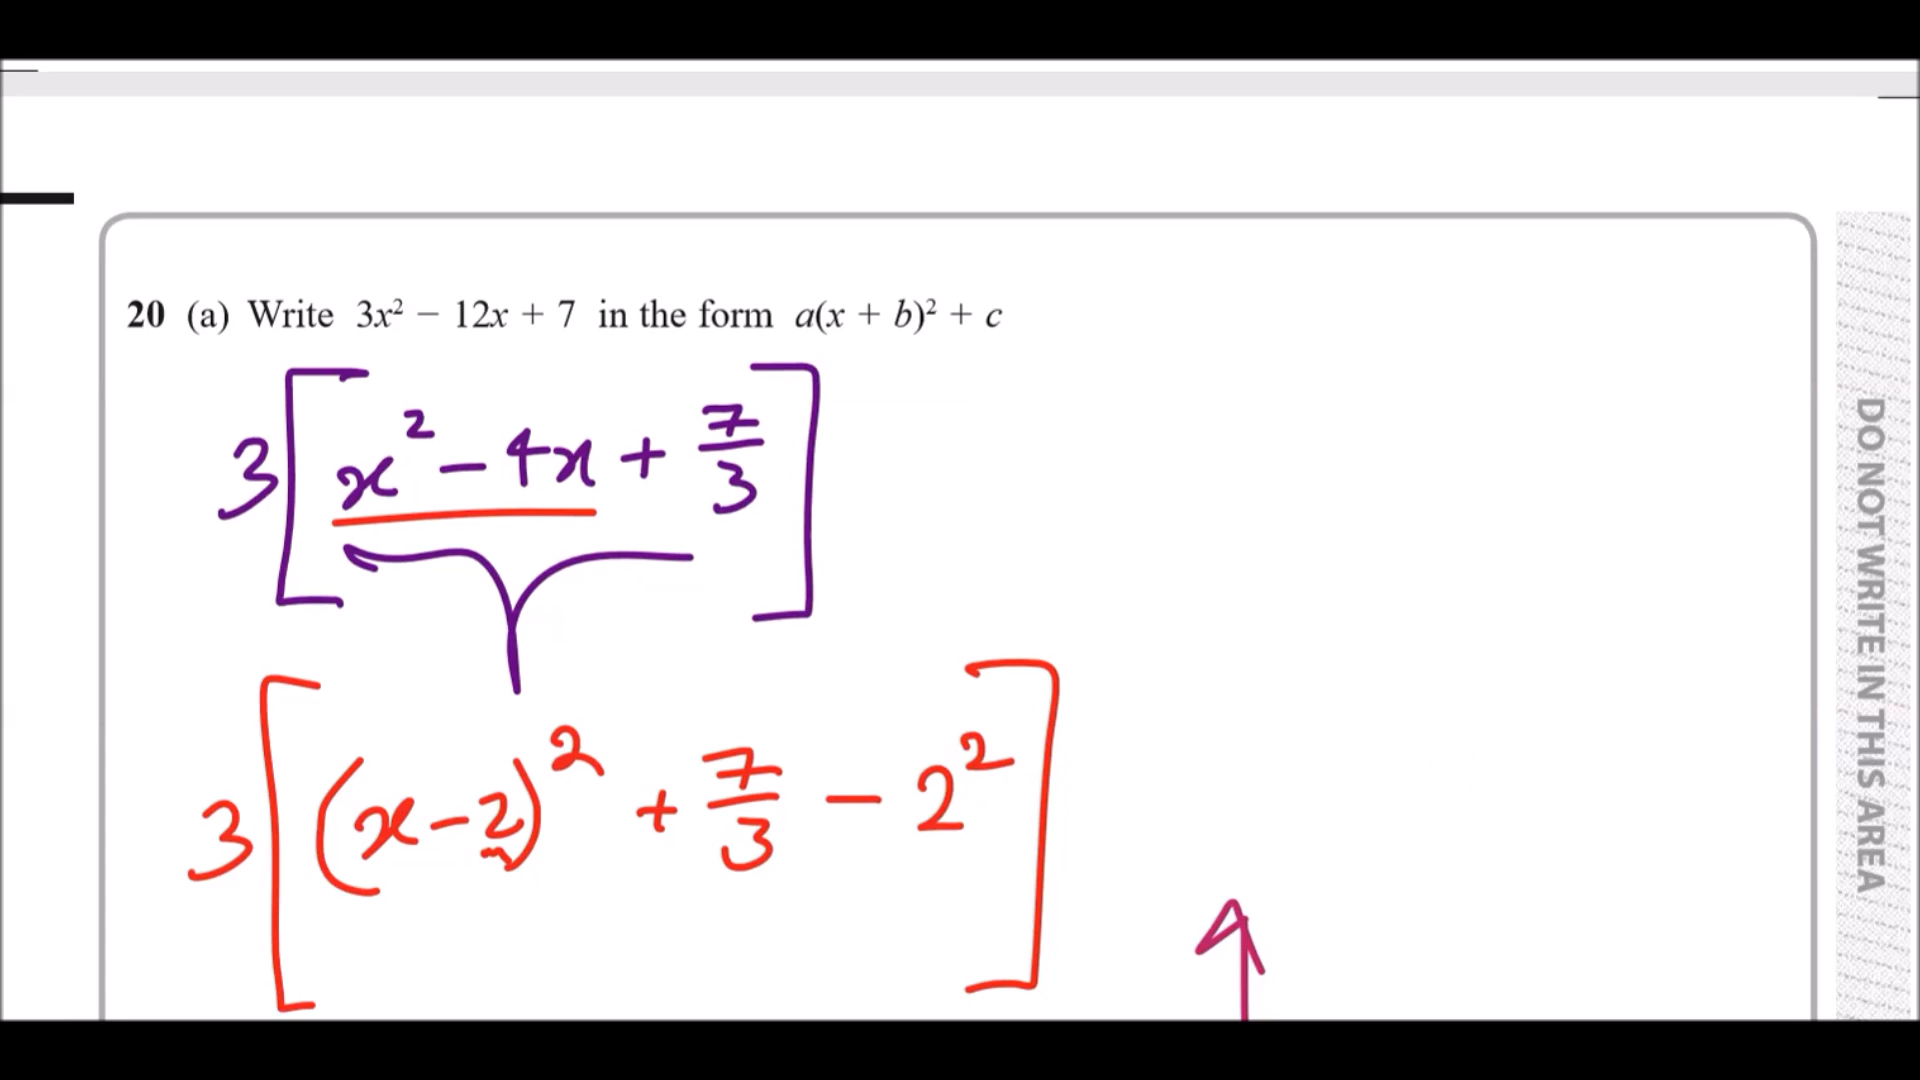 20 (a) Write 3x² − 12x + 7 in the form a(x + b)² + c
3[x² − 4x + 7/3]
3[(x−2)² + 7/3 − 2²]
DO NOT WRITE IN THIS AREA